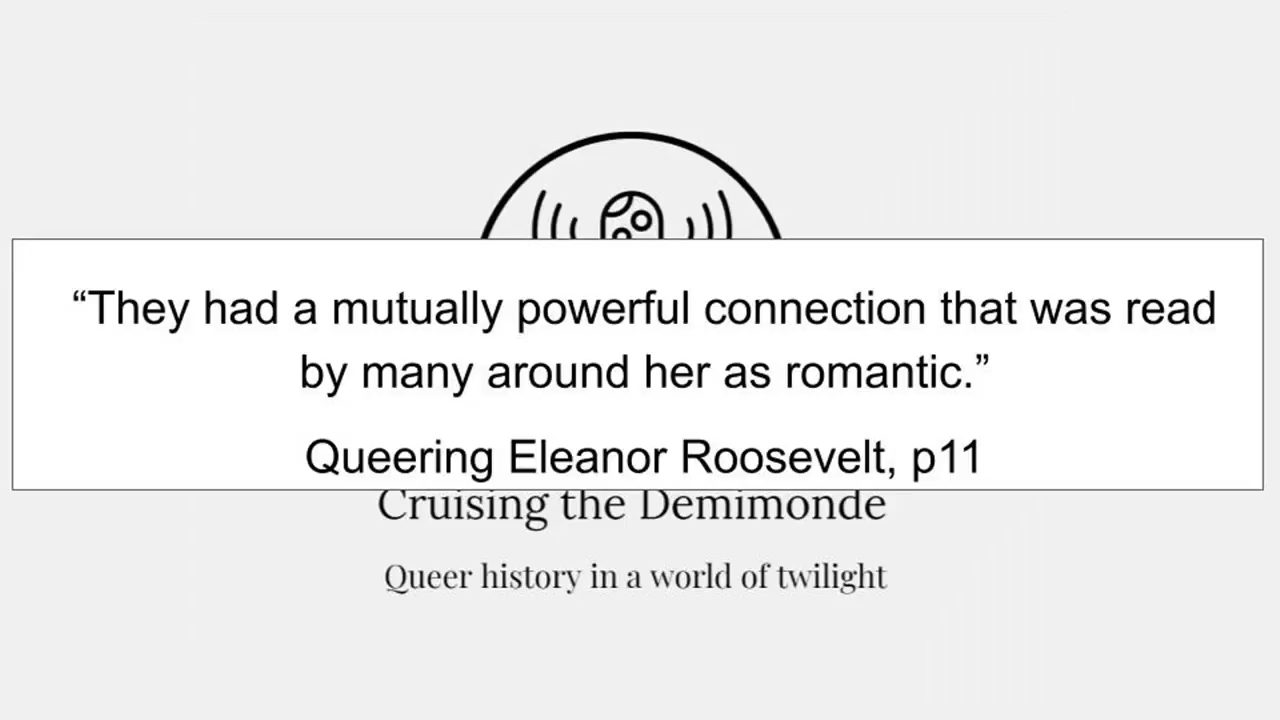 “They had a mutually powerful connection that was read
by many around her as romantic.”
Queering Eleanor Roosevelt, p11
Cruising the Demimonde
Queer history in a world of twilight